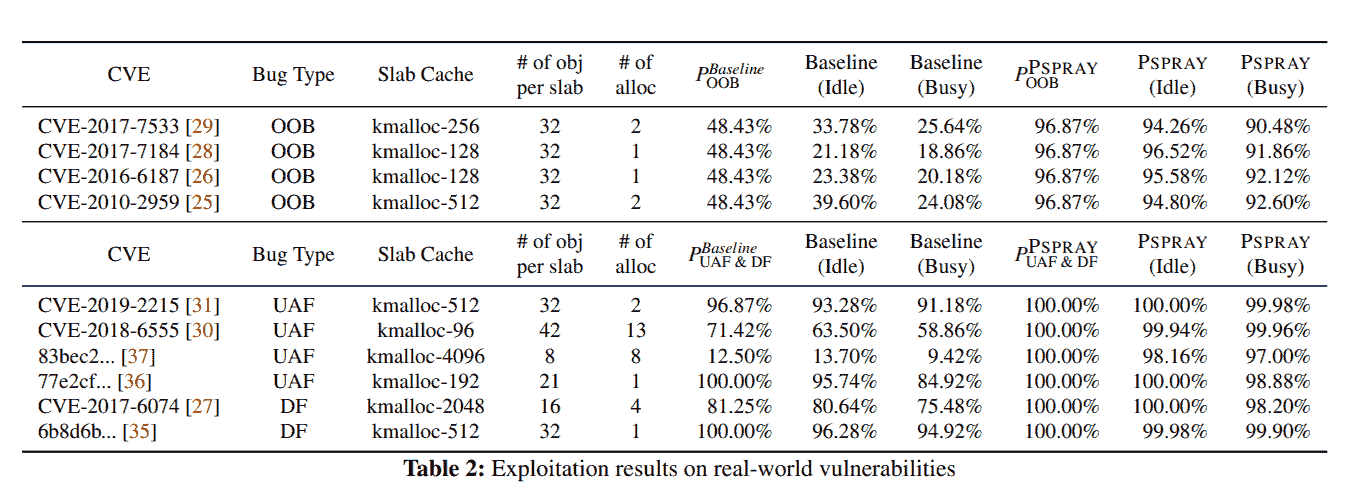 CVE Bug Type Slab Cache # of obj per slab # of alloc P_OOB^Baseline Baseline (Idle) Baseline (Busy) P_OOB^PSPRAY PSPRAY (Idle) PSPRAY (Busy)
CVE-2017-7533 [29] OOB kmalloc-256 32 2 48.43% 33.78% 25.64% 96.87% 94.26% 90.48%
CVE-2017-7184 [28] OOB kmalloc-128 32 1 48.43% 21.18% 18.86% 96.87% 96.52% 91.86%
CVE-2016-6187 [26] OOB kmalloc-128 32 1 48.43% 23.38% 20.18% 96.87% 95.58% 92.12%
CVE-2010-2959 [25] OOB kmalloc-512 32 2 48.43% 39.60% 24.08% 96.87% 94.80% 92.60%
CVE Bug Type Slab Cache # of obj per slab # of alloc P_UAF & DF^Baseline Baseline (Idle) Baseline (Busy) P_UAF & DF^PSPRAY PSPRAY (Idle) PSPRAY (Busy)
CVE-2019-2215 [31] UAF kmalloc-512 32 2 96.87% 93.28% 91.18% 100.00% 100.00% 99.98%
CVE-2018-6555 [30] UAF kmalloc-96 42 13 71.42% 63.50% 58.86% 100.00% 99.94% 99.96%
83bec2... [37] UAF kmalloc-4096 8 8 12.50% 13.70% 9.42% 100.00% 98.16% 97.00%
77e2cf... [36] UAF kmalloc-192 21 1 100.00% 95.74% 84.92% 100.00% 100.00% 98.88%
CVE-2017-6074 [27] DF kmalloc-2048 16 4 81.25% 80.64% 75.48% 100.00% 100.00% 98.20%
6b8d6b... [35] DF kmalloc-512 32 1 100.00% 96.28% 94.92% 100.00% 99.98% 99.90%
Table 2: Exploitation results on real-world vulnerabilities